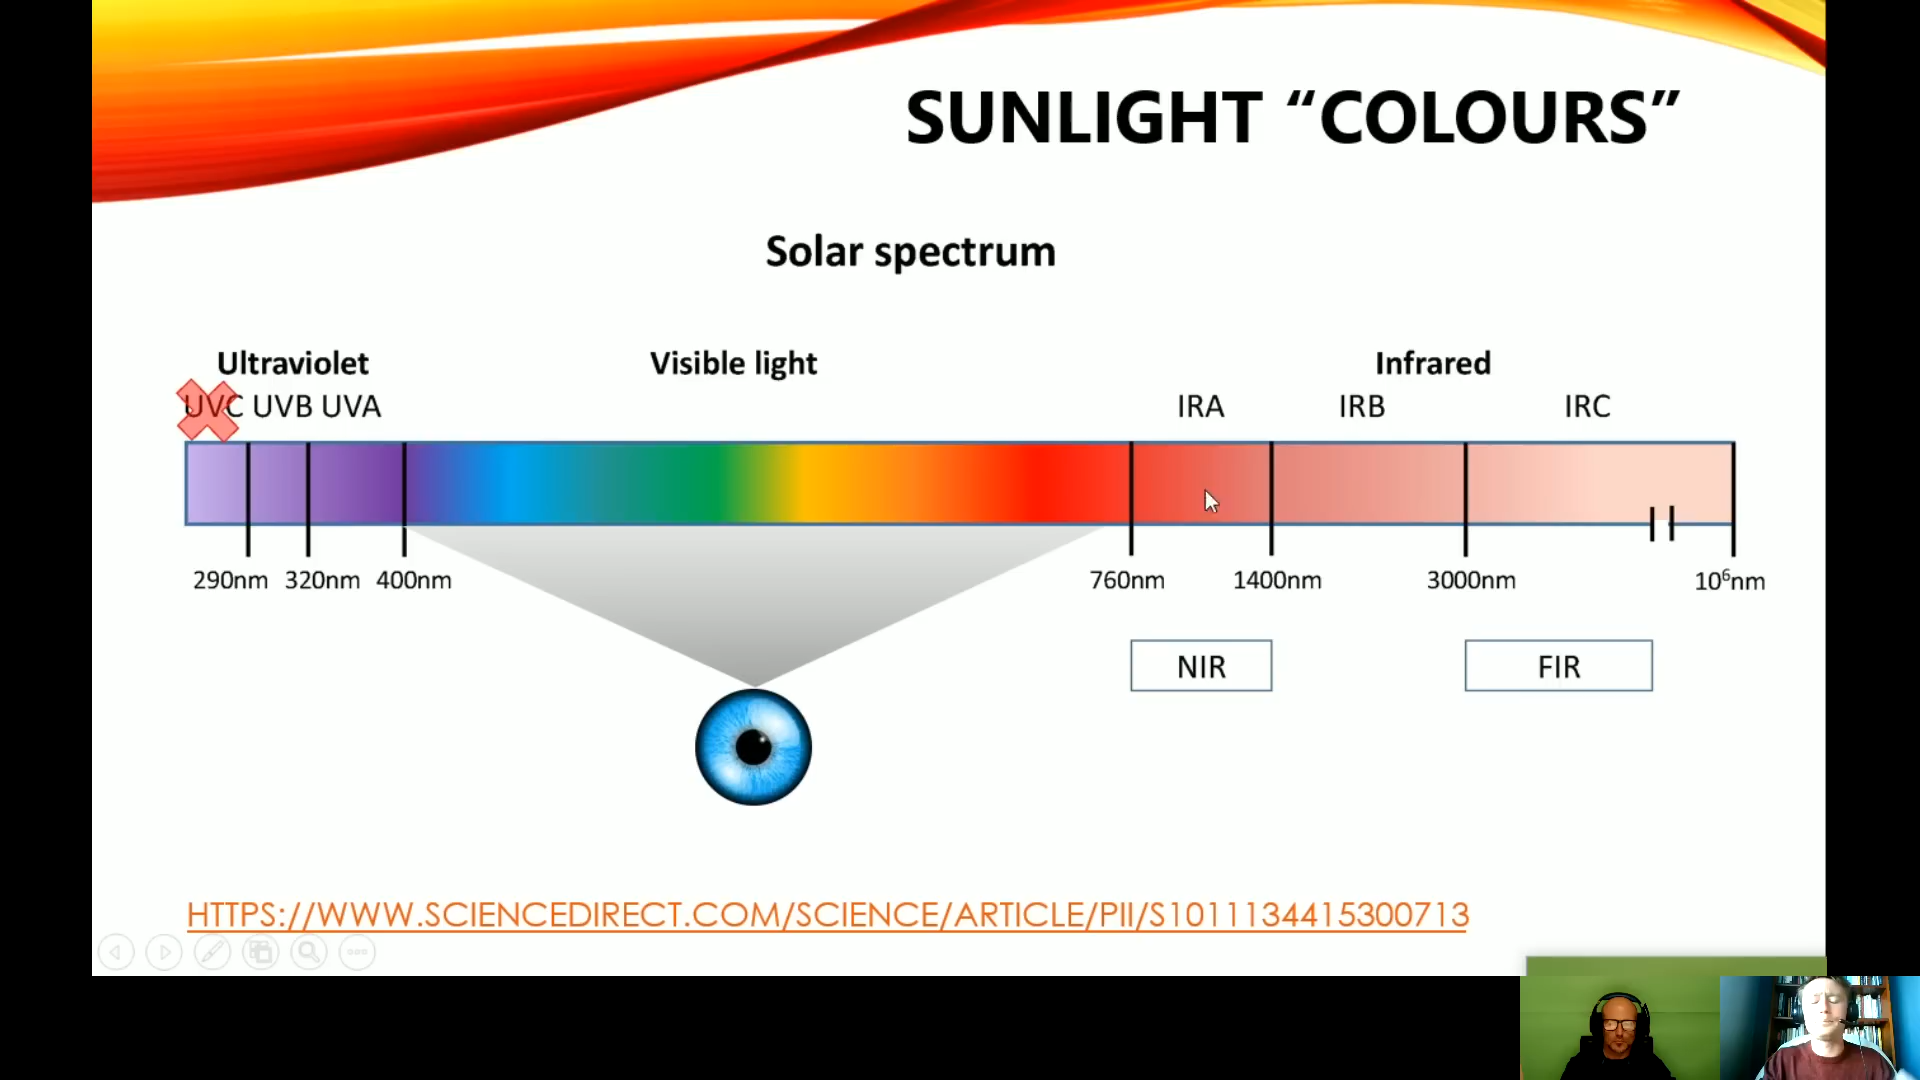 SUNLIGHT “COLOURS”
Solar spectrum
Ultraviolet Visible light Infrared
UVC UVB UVA IRA IRB IRC
290nm 320nm 400nm 760nm 1400nm 3000nm 10⁶nm
NIR FIR
HTTPS://WWW.SCIENCEDIRECT.COM/SCIENCE/ARTICLE/PII/S1011134415300713